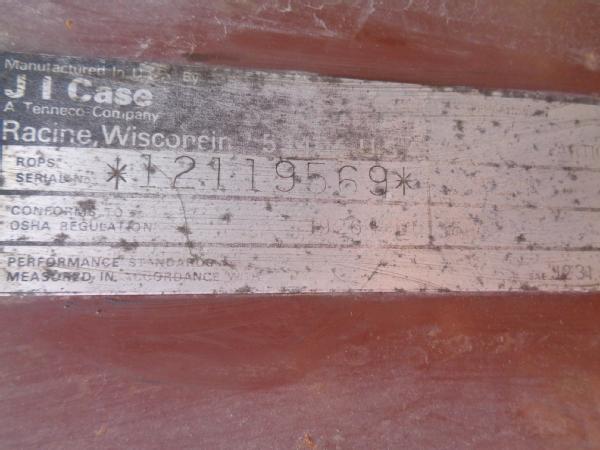 Manufactured In U.S.A. By
J I Case
A Tenneco Company
Racine, Wisconsin
ROPS
SERIAL No. *12119569*
CONFORMS TO
OSHA REGULATION
PERFORMANCE STANDARDS
MEASURED IN ACCORDANCE WITH